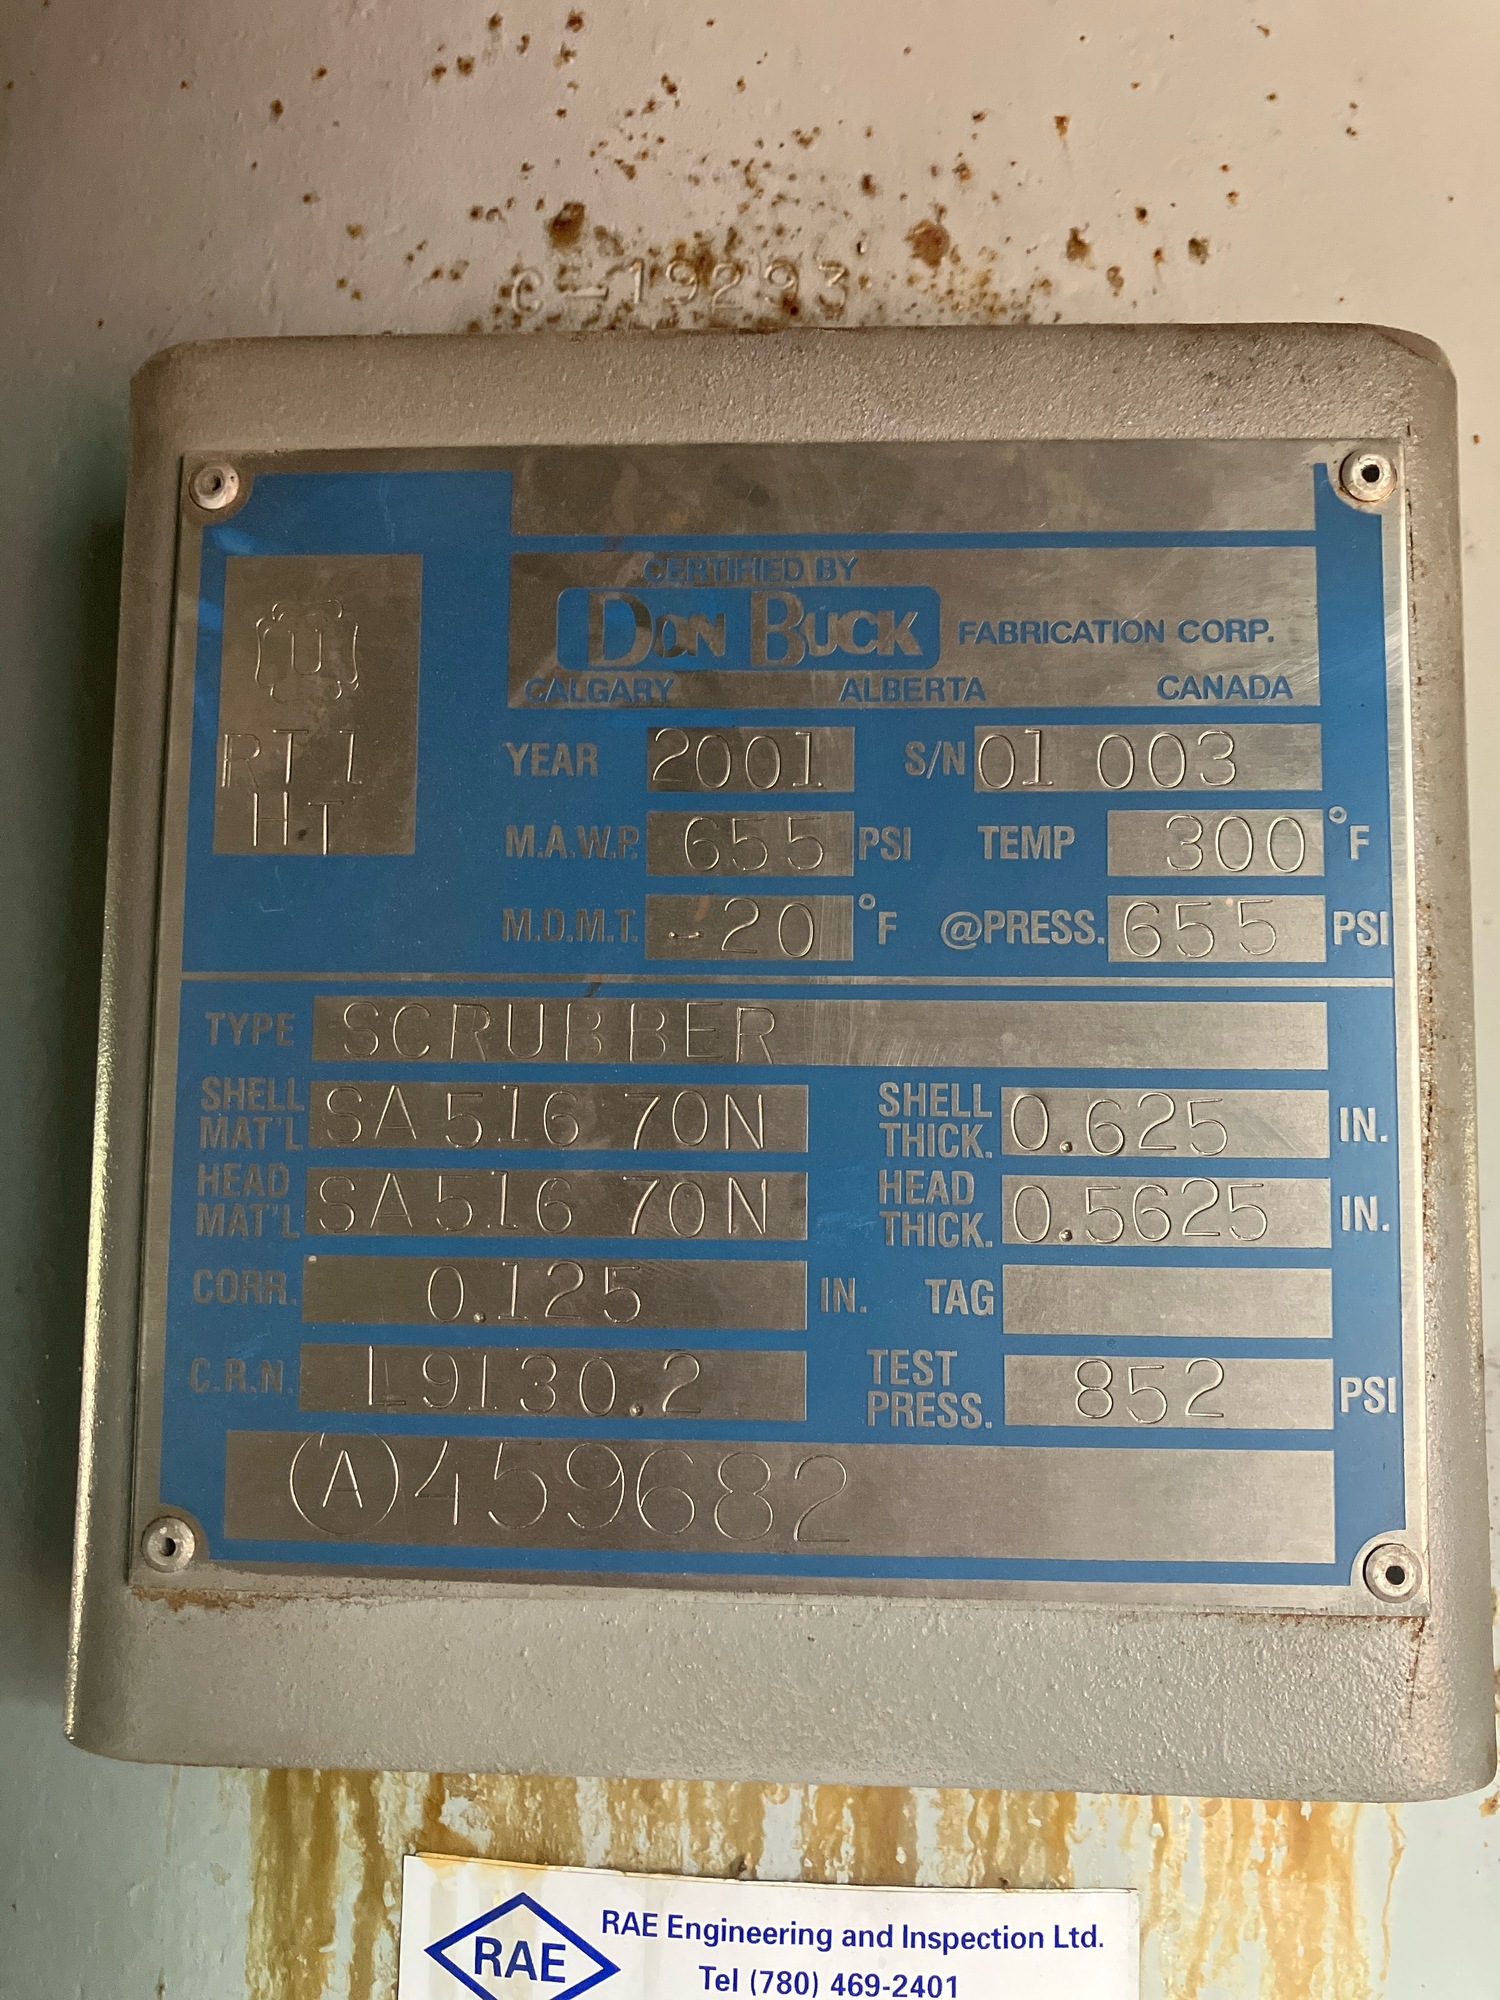 C-19293
CERTIFIED BY
DON BUCK FABRICATION CORP.
CALGARY ALBERTA CANADA
U
RT 1
HT
YEAR 2001 S/N 01 003
M.A.W.P. 655 PSI TEMP 300 °F
M.D.M.T. -20 °F @PRESS. 655 PSI
TYPE SCRUBBER
SHELL MAT'L SA 516 70N SHELL THICK. 0.625 IN.
HEAD MAT'L SA 516 70N HEAD THICK. 0.5625 IN.
CORR. 0.125 IN. TAG
C.R.N. L9130.2 TEST PRESS. 852 PSI
A 459682
RAE RAE Engineering and Inspection Ltd.
Tel (780) 469-2401